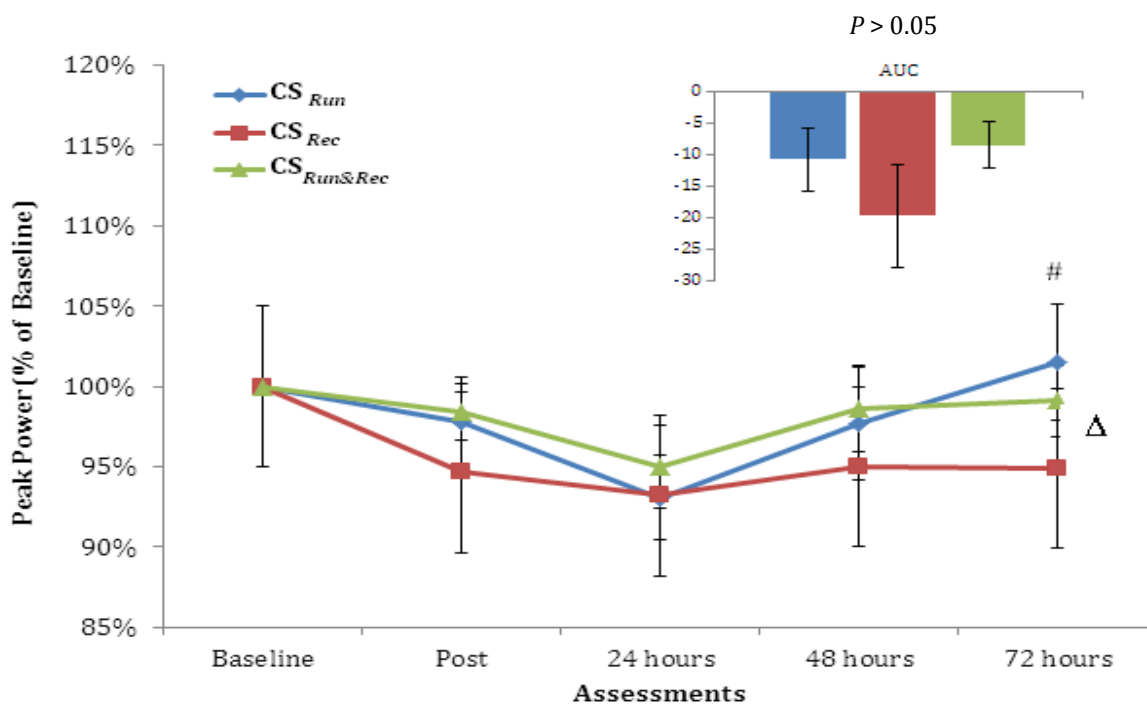 P > 0.05
AUC
0
-5
-10
-15
-20
-25
-30
120%
115%
110%
105%
100%
95%
90%
85%
Peak Power (% of Baseline)
CS Run
CS Rec
CS Run&Rec
#
Δ
Baseline Post 24 hours 48 hours 72 hours
Assessments